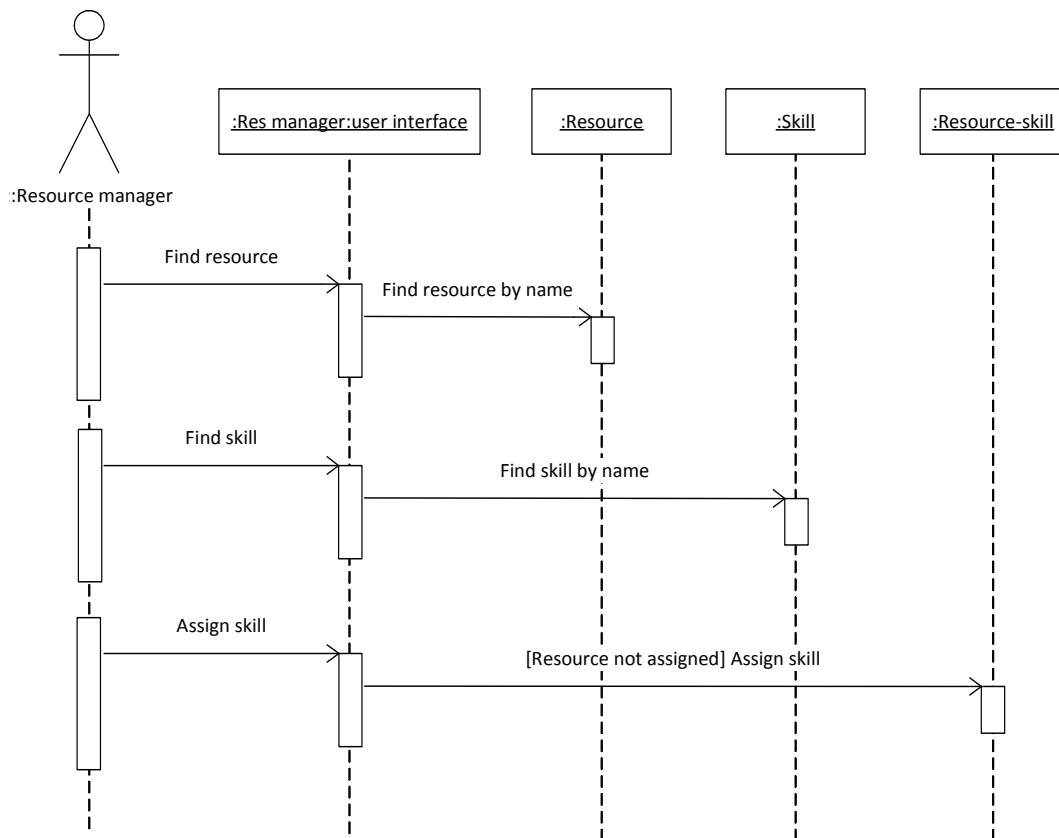 :Res manager:user interface
:Resource
:Skill
:Resource-skill
::Resource manager
Find resource
Find resource by name
Find skill
Find skill by name
Assign skill
[Resource not assigned] Assign skill